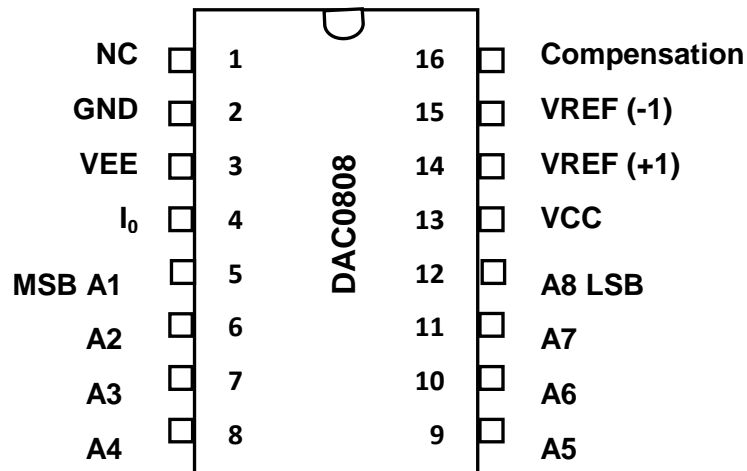 NC 1 16 Compensation
GND 2 15 VREF (-1)
VEE 3 14 VREF (+1)
I₀ 4 13 VCC
MSB A1 5 12 A8 LSB
A2 6 11 A7
A3 7 10 A6
A4 8 9 A5
DAC0808